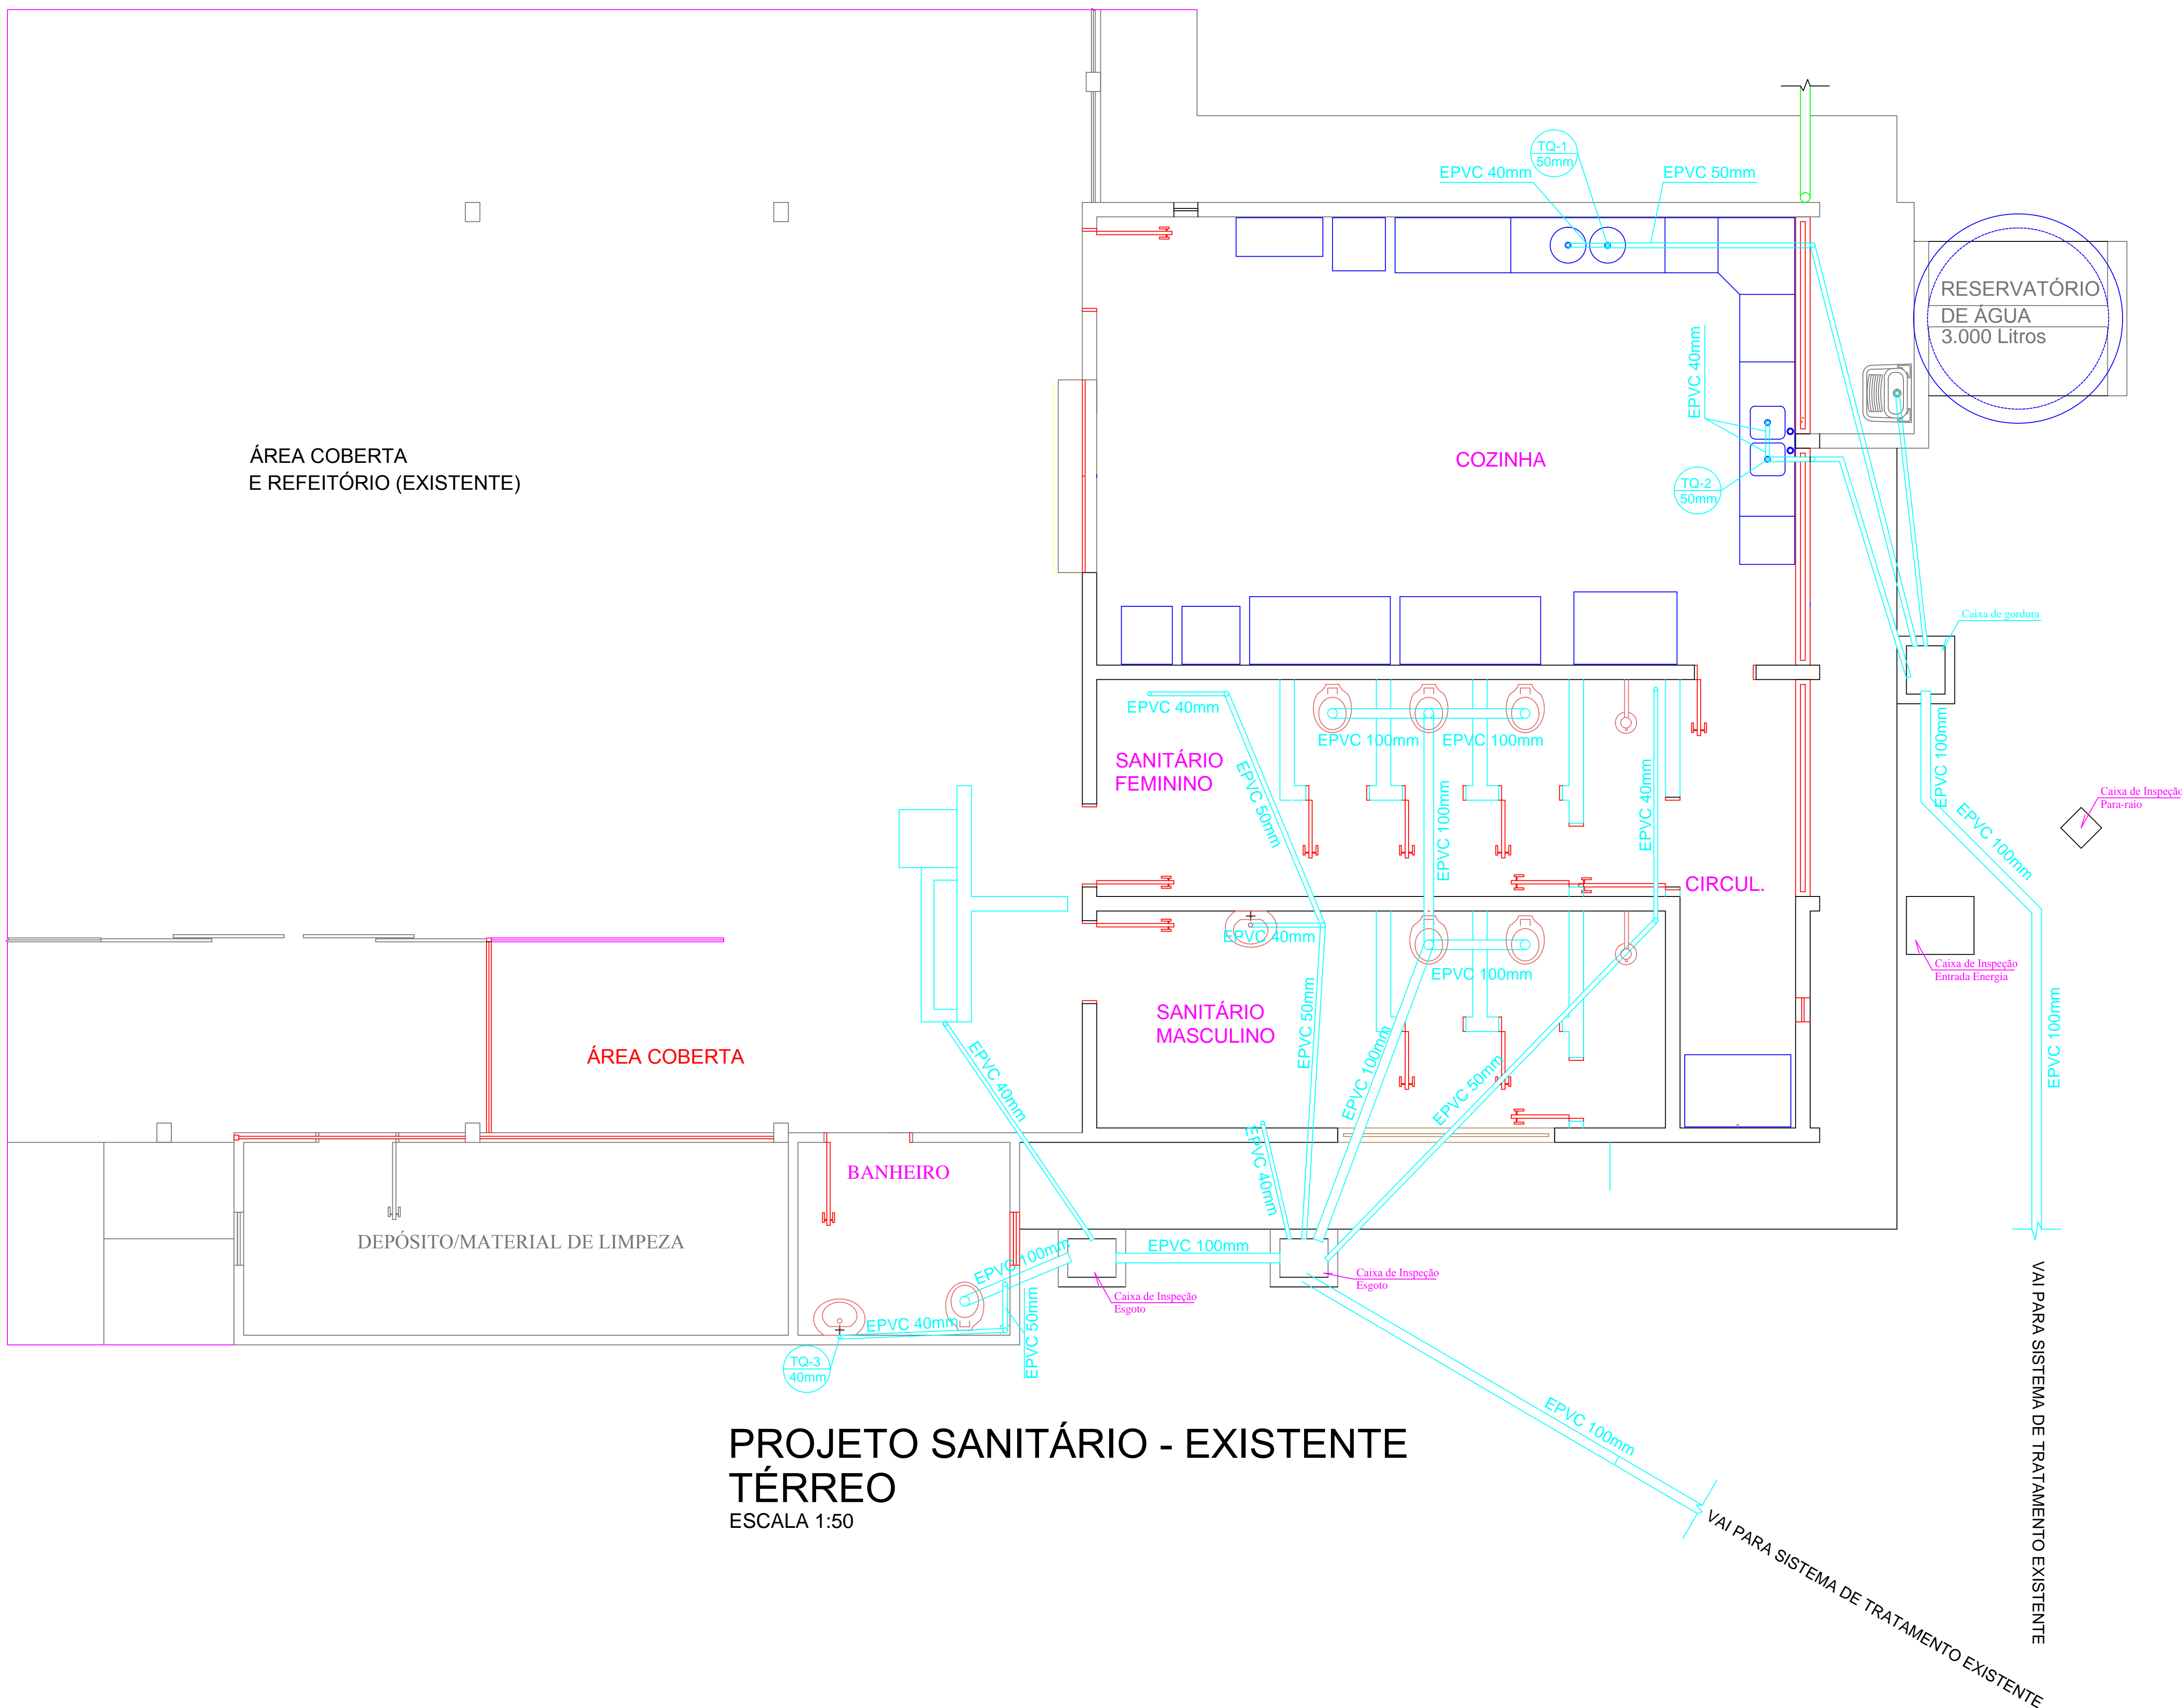 TQ-1
50mm
EPVC 40mm
EPVC 50mm
RESERVATÓRIO
DE ÁGUA
3.000 Litros
EPVC 40mm
ÁREA COBERTA
E REFEITÓRIO (EXISTENTE)
COZINHA
TQ-2
50mm
Caixa de gordura
EPVC 40mm
EPVC 100mm
EPVC 100mm
EPVC 100mm
SANITÁRIO
FEMININO
EPVC 50mm
EPVC 100mm
EPVC 40mm
EPVC 100mm
Caixa de Inspeção
Para-raio
CIRCUL.
EPVC 40mm
EPVC 100mm
Caixa de Inspeção
Entrada Energia
SANITÁRIO
MASCULINO
EPVC 50mm
EPVC 100mm
EPVC 50mm
EPVC 100mm
ÁREA COBERTA
EPVC 40mm
BANHEIRO
EPVC 40mm
DEPÓSITO/MATERIAL DE LIMPEZA
EPVC 100mm
EPVC 100mm
Caixa de Inspeção
Esgoto
Caixa de Inspeção
Esgoto
EPVC 40mm
EPVC 50mm
TQ-3
40mm
EPVC 100mm
VAI PARA SISTEMA DE TRATAMENTO EXISTENTE
VAI PARA SISTEMA DE TRATAMENTO EXISTENTE
PROJETO SANITÁRIO - EXISTENTE
TÉRREO
ESCALA 1:50